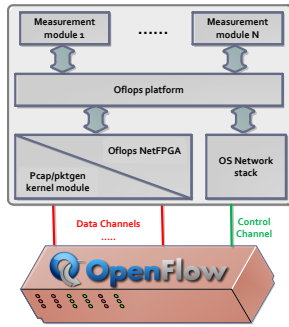 Measurement
module 1
......
Measurement
module N
Oflops platform
Oflops NetFPGA
Pcap/pktgen
kernel module
OS Network
stack
Data Channels
.....
Control
Channel
OpenFlow